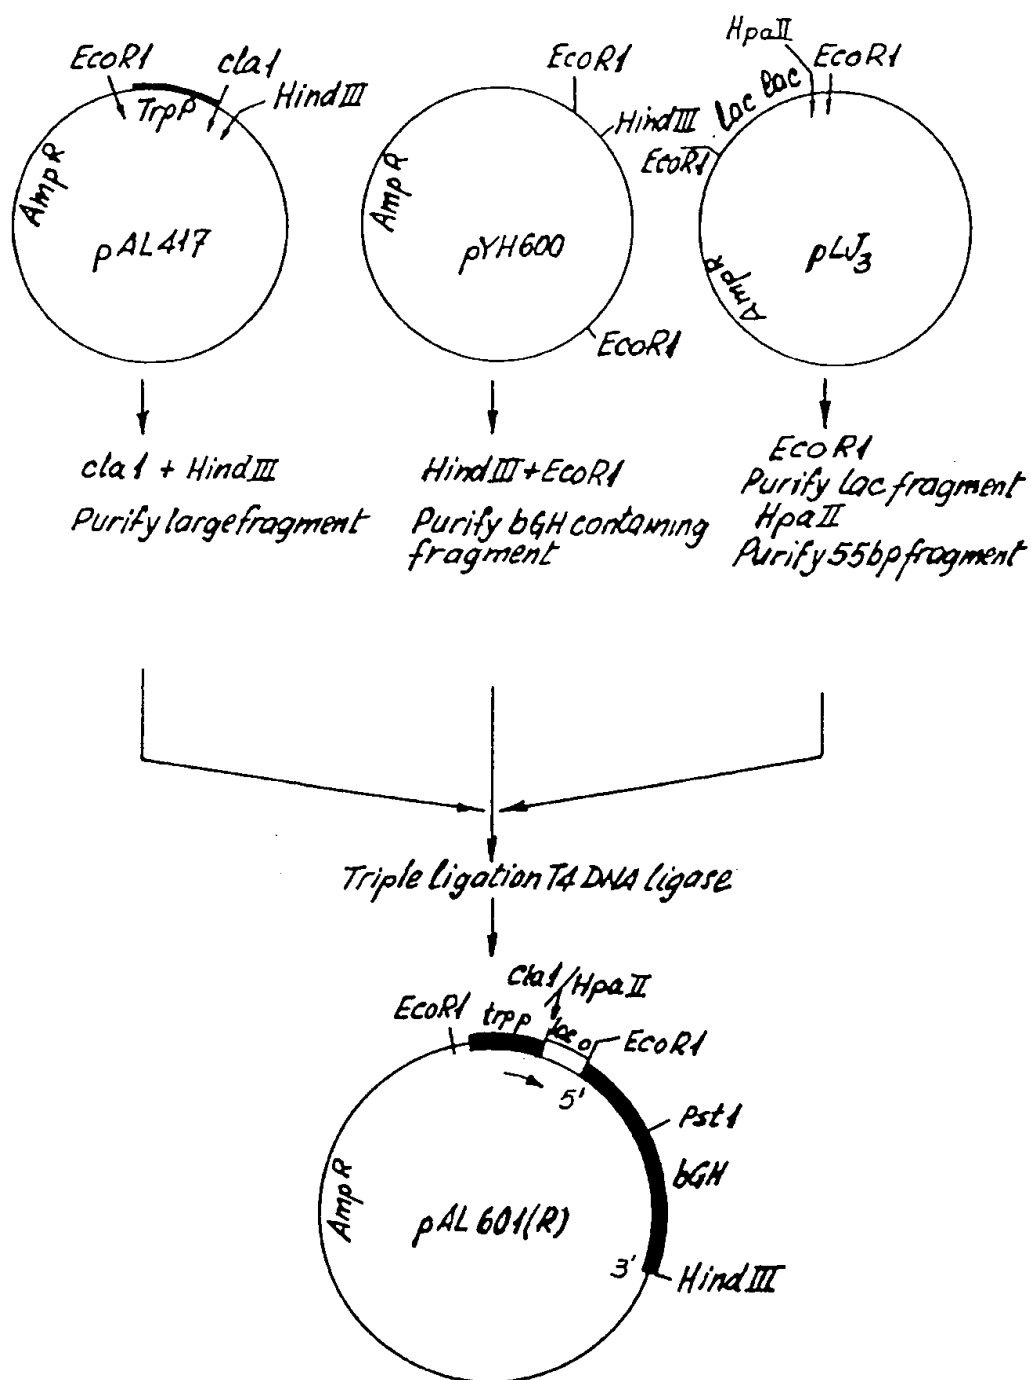 EcoR1
Cla1
HindIII
TrpP
AmpR
pAL417
cla1 + HindIII
Purify large fragment
EcoR1
HindIII
AmpR
pYH600
EcoR1
HindIII+EcoR1
Purify bGH containing
fragment
HpaII
EcoR1
lac lac
EcoR1
AmpR
pLJ3
EcoR1
Purify lac fragment
HpaII
Purify 55bp fragment
Triple ligation T4 DNA ligase
Cla1/HpaII
EcoR1
trpp
lac o
EcoR1
5'
Pst1
bGH
AmpR
pAL601(R)
3'
HindIII